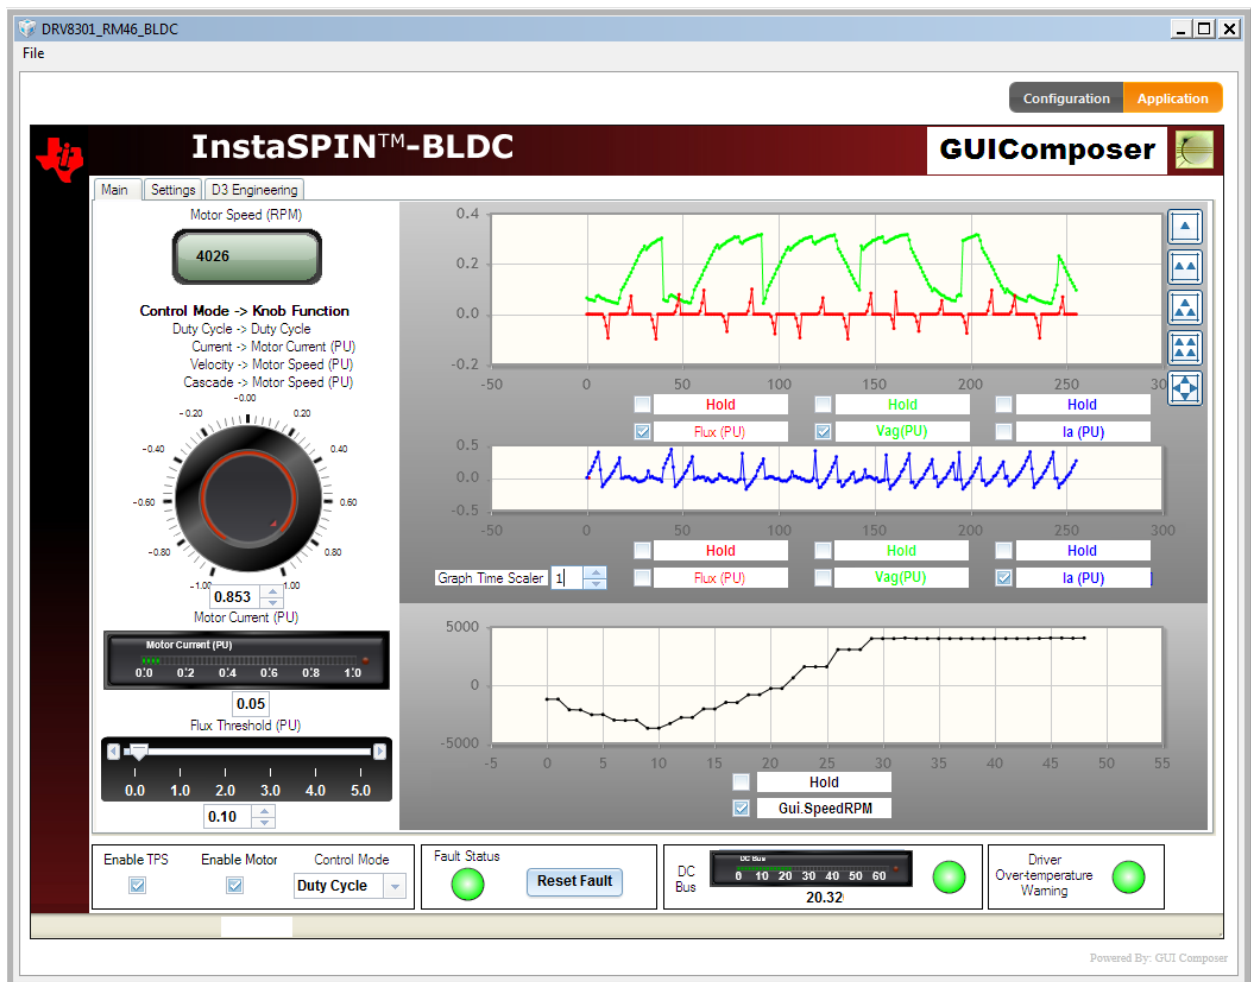 DRV8301_RM46_BLDC
File
Configuration Application
InstaSPIN™-BLDC
GUIComposer
Main Settings D3 Engineering
Motor Speed (RPM)
4026
Control Mode -> Knob Function
Duty Cycle -> Duty Cycle
Current -> Motor Current (PU)
Velocity -> Motor Speed (PU)
Cascade -> Motor Speed (PU)
-0.00
-0.20 0.20
-0.40 0.40
-0.60 0.60
-0.80 0.80
-1.00 1.00
0.853
Motor Current (PU)
Motor Current (PU)
0.0 0.2 0.4 0.6 0.8 1.0
0.05
Flux Threshold (PU)
0.0 1.0 2.0 3.0 4.0 5.0
0.10
0.4
0.2
0.0
-0.2
-50 0 50 100 150 200 250 30
Hold Hold Hold
Flux (PU) Vag(PU) Ia (PU)
0.5
0.0
-0.5
-50 0 50 100 150 200 250 300
Hold Hold Hold
Graph Time Scaler 1 Flux (PU) Vag(PU) Ia (PU)
5000
0
-5000
-5 0 5 10 15 20 25 30 35 40 45 50 55
Hold
Gui.SpeedRPM
Enable TPS Enable Motor Control Mode
Duty Cycle
Fault Status
Reset Fault
DC Bus
DC Bus
0 10 20 30 40 50 60
20.32
Driver
Over-temperature
Warning
Powered By: GUI Composer